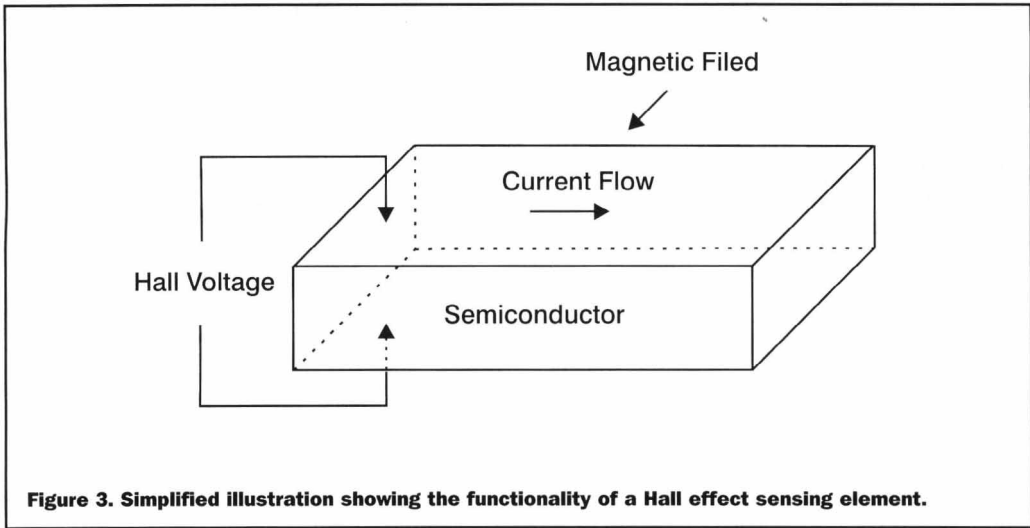 Magnetic Filed
Current Flow
Hall Voltage
Semiconductor
Figure 3. Simplified illustration showing the functionality of a Hall effect sensing element.